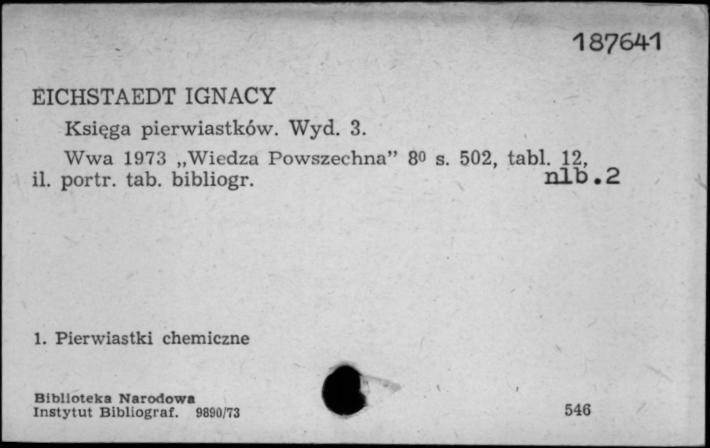 187641
EICHSTAEDT IGNACY
Księga pierwiastków. Wyd. 3.
Wwa 1973 „Wiedza Powszechna” 8⁰ s. 502, tabl. 12,
il. portr. tab. bibliogr. nlb.2
1. Pierwiastki chemiczne
Biblioteka Narodowa
Instytut Bibliograf. 9890/73 546